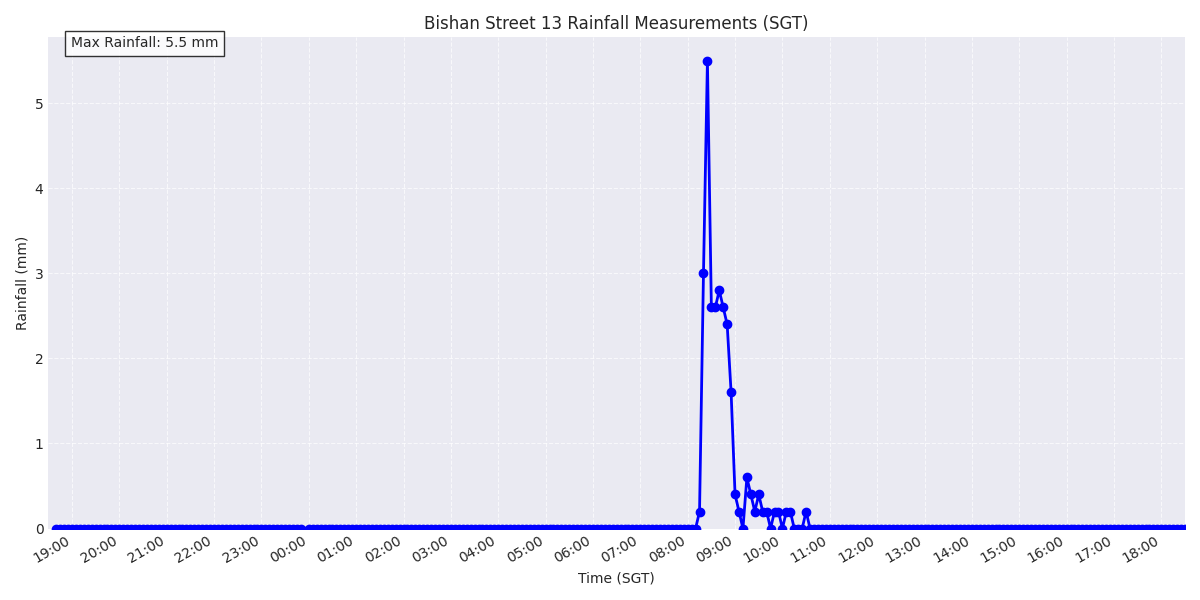 Bishan Street 13 Rainfall Measurements (SGT)
Max Rainfall: 5.5 mm
Rainfall (mm)
5
4
3
2
1
0
19:00 20:00 21:00 22:00 23:00 00:00 01:00 02:00 03:00 04:00 05:00 06:00 07:00 08:00 09:00 10:00 11:00 12:00 13:00 14:00 15:00 16:00 17:00 18:00
Time (SGT)